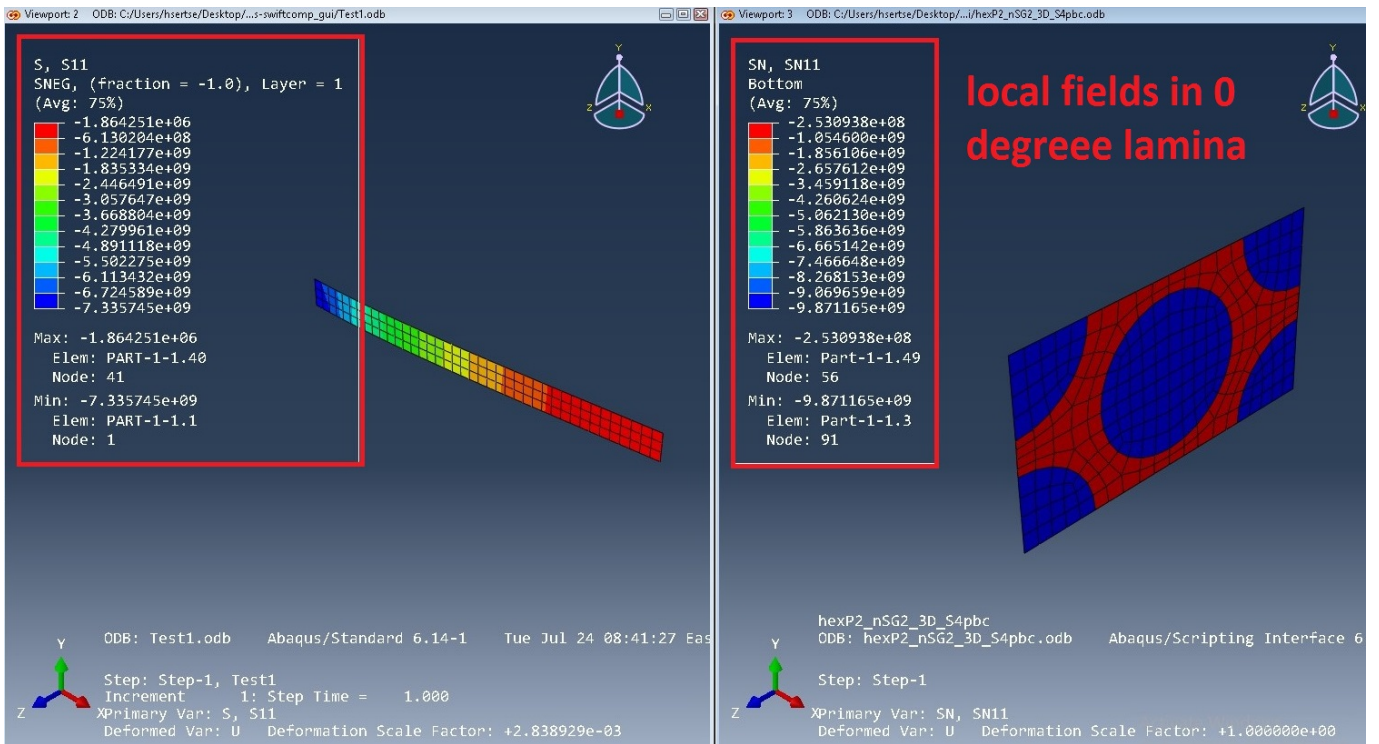 Viewport: 2 ODB: C:/Users/hsertse/Desktop/...s-swiftcomp_gui/Test1.odb
S, S11
SNEG, (fraction = -1.0), Layer = 1
(Avg: 75%)
-1.864251e+06
-6.130204e+08
-1.224177e+09
-1.835334e+09
-2.446491e+09
-3.057647e+09
-3.668804e+09
-4.279961e+09
-4.891118e+09
-5.502275e+09
-6.113432e+09
-6.724589e+09
-7.335745e+09
Max: -1.864251e+06
Elem: PART-1-1.40
Node: 41
Min: -7.335745e+09
Elem: PART-1-1.1
Node: 1
Y
Z
X
ODB: Test1.odb Abaqus/Standard 6.14-1 Tue Jul 24 08:41:27 Eas
Step: Step-1, Test1
Increment 1: Step Time = 1.000
Primary Var: S, S11
Deformed Var: U Deformation Scale Factor: +2.838929e-03
Y
Z
X
Viewport: 3 ODB: C:/Users/hsertse/Desktop/...i/hexP2_nSG2_3D_S4pbc.odb
SN, SN11
Bottom
(Avg: 75%)
-2.530938e+08
-1.054600e+09
-1.856106e+09
-2.657612e+09
-3.459118e+09
-4.260624e+09
-5.062130e+09
-5.863636e+09
-6.665142e+09
-7.466648e+09
-8.268153e+09
-9.069659e+09
-9.871165e+09
Max: -2.530938e+08
Elem: Part-1-1.49
Node: 56
Min: -9.871165e+09
Elem: Part-1-1.3
Node: 91
local fields in 0
degreee lamina
Y
Z
X
hexP2_nSG2_3D_S4pbc
ODB: hexP2_nSG2_3D_S4pbc.odb Abaqus/Scripting Interface 6
Step: Step-1
Primary Var: SN, SN11
Deformed Var: U Deformation Scale Factor: +1.000000e+00
Y
Z
X